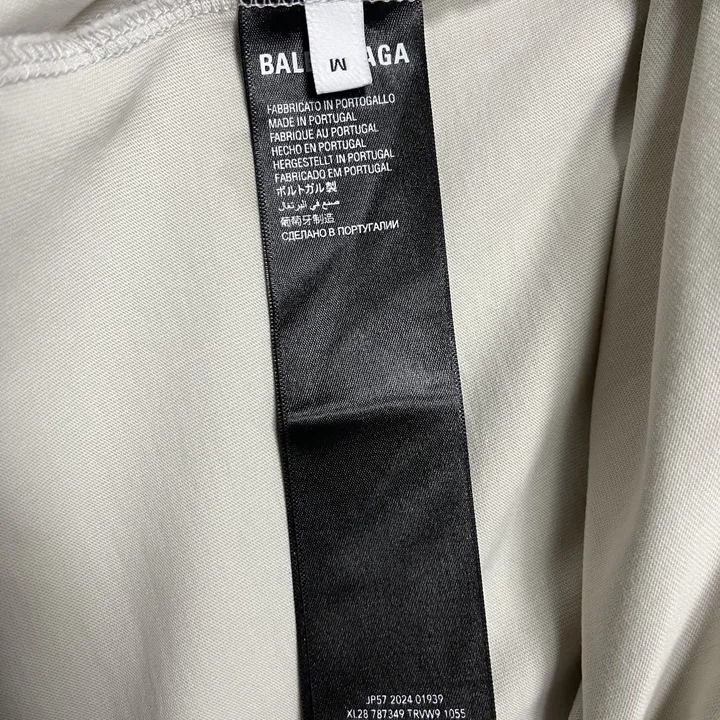 BAL AGA
M
FABBRICATO IN PORTOGALLO
MADE IN PORTUGAL
FABRIQUE AU PORTUGAL
HECHO EN PORTUGAL
HERGESTELLT IN PORTUGAL
FABRICADO EM PORTUGAL
ポルトガル製
صنع في البرتغال
葡萄牙制造
СДЕЛАНО В ПОРТУГАЛИИ
JP57 2024 01939
XL28 787349 TRVW9 1055